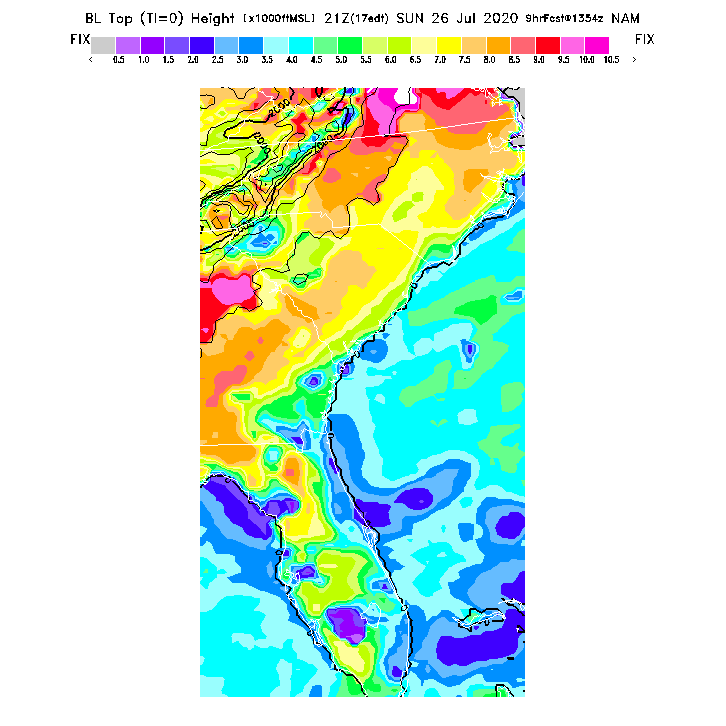 BL Top (TI=0) Height [x1000ftMSL] 21Z(17edt) SUN 26 Jul 2020 9hrFcst@1354z NAM
FIX FIX
< 0.5 1.0 1.5 2.0 2.5 3.0 3.5 4.0 4.5 5.0 5.5 6.0 6.5 7.0 7.5 8.0 8.5 9.0 9.5 10.0 10.5 >
2000
2000